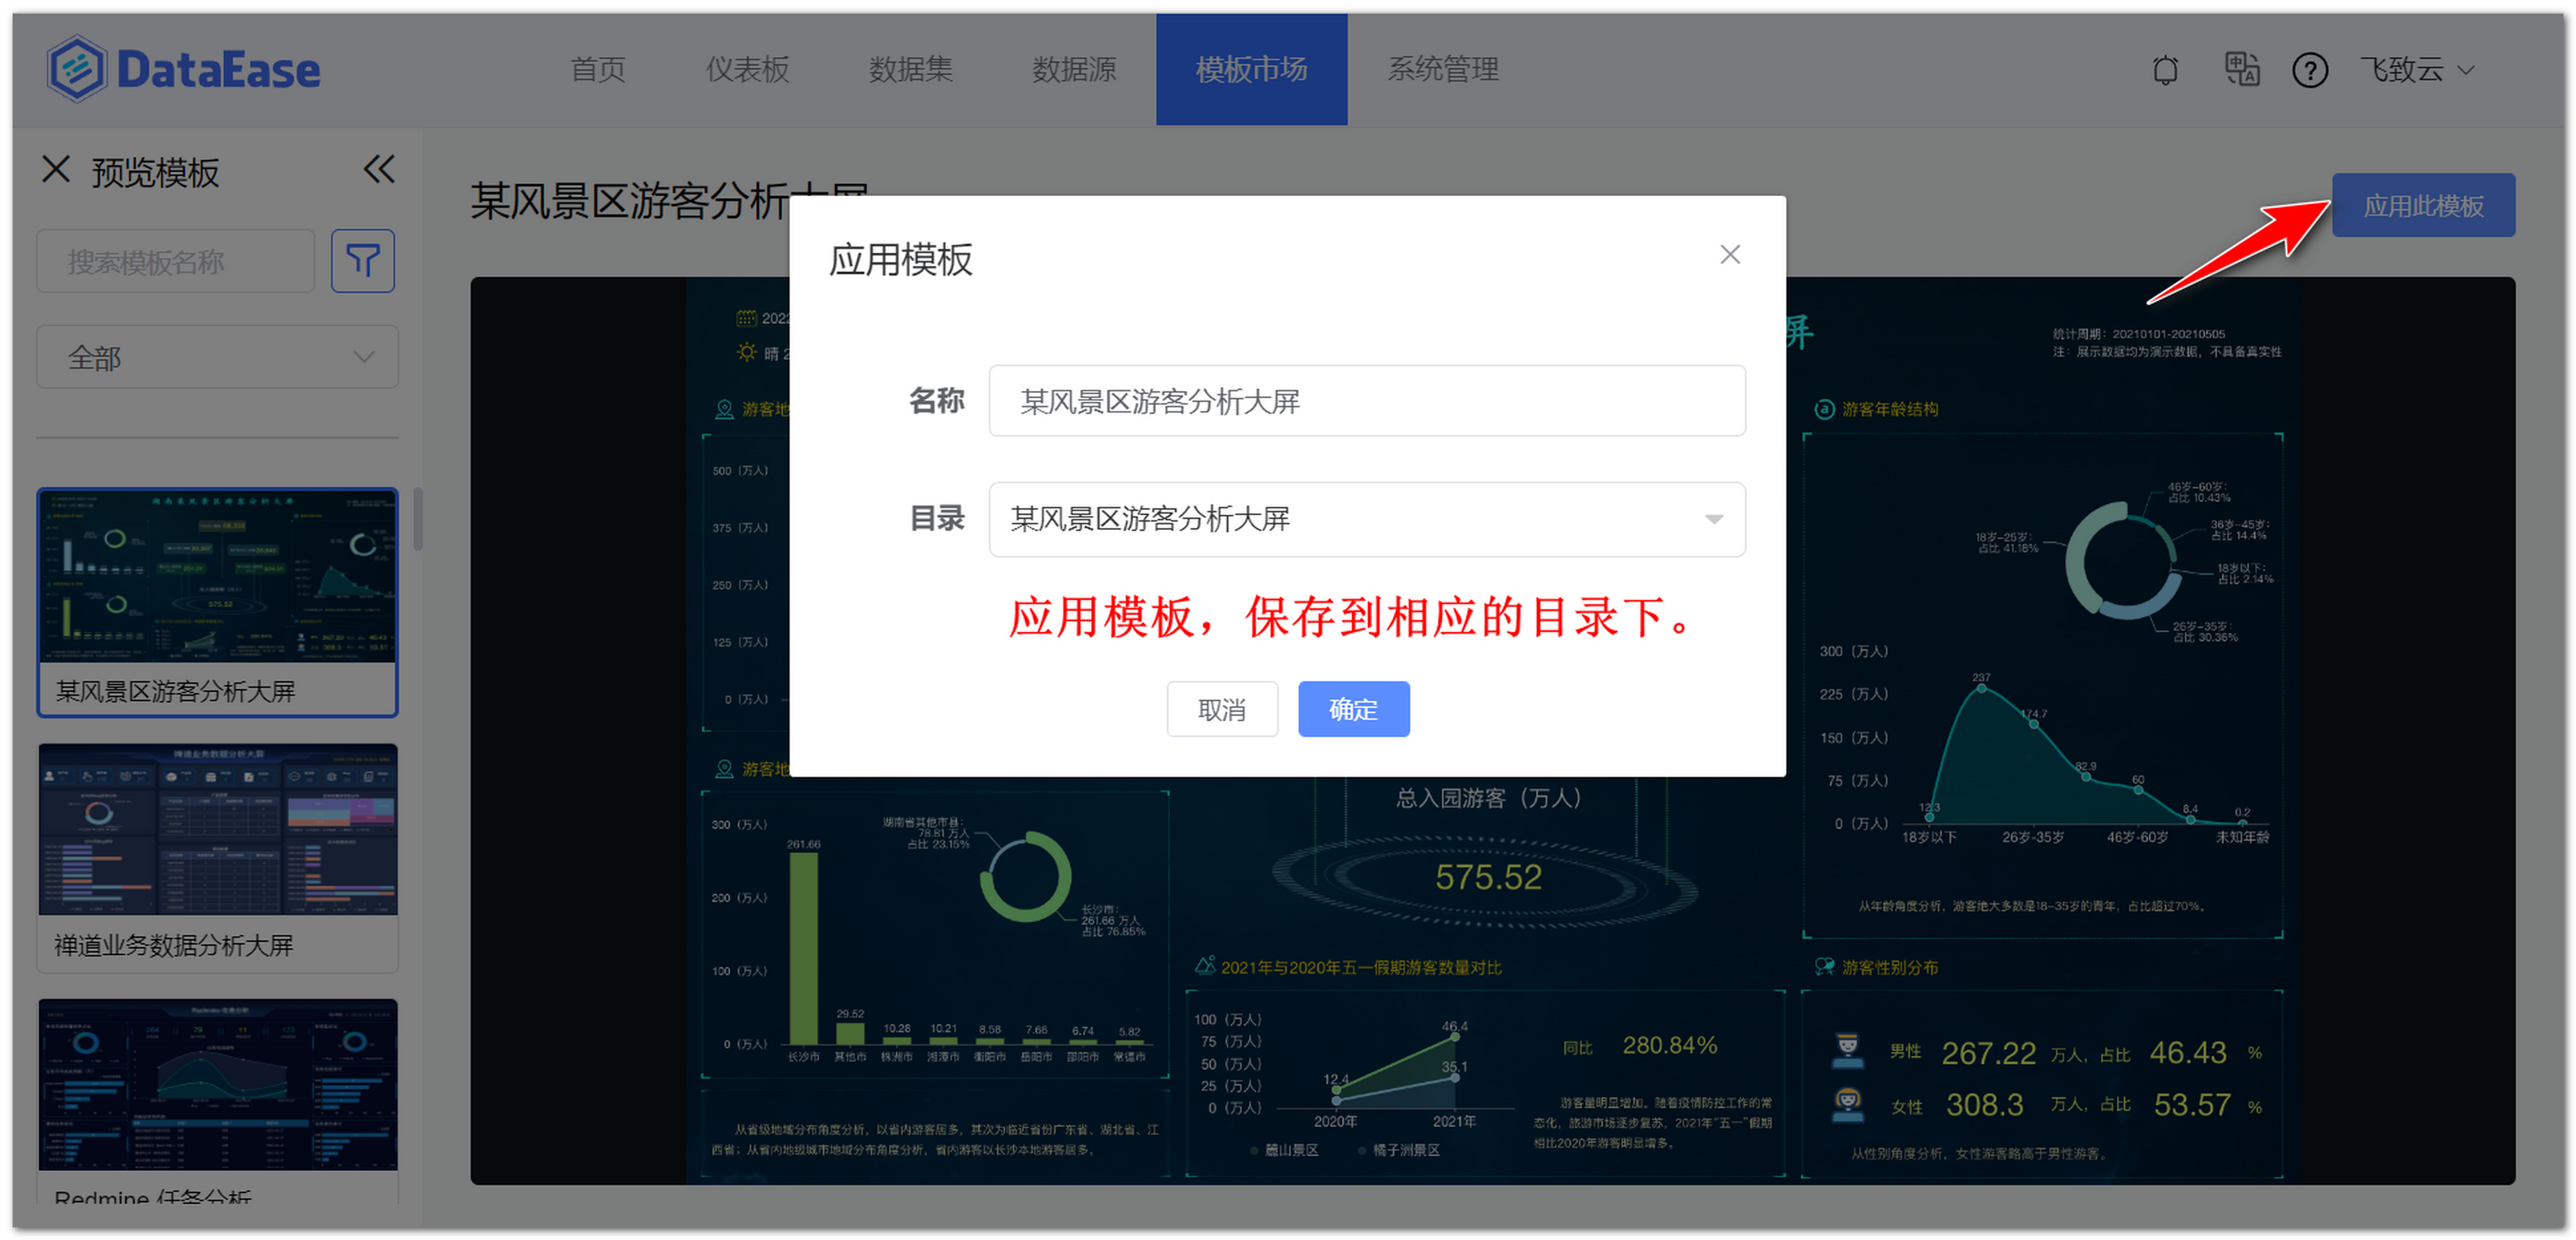 DataEase
首页
仪表板
数据集
数据源
模板市场
系统管理
飞致云
预览模板
搜索模板名称
全部
某风景区游客分析大屏
禅道业务数据分析大屏
Redmine 任务分析
某风景区游客分析大屏
应用此模板
应用模板
名称
某风景区游客分析大屏
目录
某风景区游客分析大屏
应用模板，保存到相应的目录下。
取消
确定
2022
晴 2
屏
统计周期：20210101-20210505
注：展示数据均为演示数据，不具备真实性
游客地
500（万人）
375（万人）
250（万人）
125（万人）
0（万人）
游客地
300（万人）
200（万人）
100（万人）
0（万人）
261.66
29.52
10.28
10.21
8.58
7.66
6.74
5.82
长沙市
其他市
株洲市
湘潭市
衡阳市
岳阳市
邵阳市
常德市
湖南省其他市县：
78.81 万人
占比 23.15%
长沙市：
261.66 万人
占比 76.85%
从省级地域分布角度分析，以省内游客居多，其次为临近省份广东省、湖北省、江
西省；从省内地级城市地域分布角度分析，省内游客以长沙本地游客居多。
总入园游客（万人）
575.52
2021年与2020年五一假期游客数量对比
100（万人）
75（万人）
50（万人）
25（万人）
0（万人）
12.4
46.4
35.1
2020年
2021年
麓山景区
橘子洲景区
同比
280.84%
游客量明显增加。随着疫情防控工作的常
态化，旅游市场逐步复苏，2021年“五一”假期
相比2020年游客明显增多。
游客年龄结构
46岁-60岁：
占比 10.43%
36岁-45岁：
占比 14.4%
18岁以下：
占比 2.14%
26岁-35岁：
占比 30.36%
18岁-25岁：
占比 41.18%
300（万人）
225（万人）
150（万人）
75（万人）
0（万人）
12.3
237
174.7
82.9
60
8.4
0.2
18岁以下
26岁-35岁
46岁-60岁
未知年龄
从年龄角度分析，游客绝大多数是18-35岁的青年，占比超过70%。
游客性别分布
男性 267.22 万人，占比 46.43 %
女性 308.3 万人，占比 53.57 %
从性别角度分析，女性游客略高于男性游客。